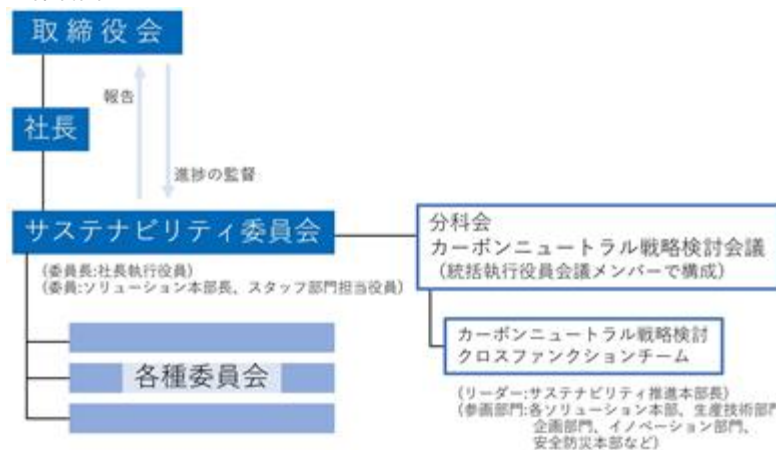 取締役会
報告
社長
進捗の監督
サステナビリティ委員会
(委員長:社長執行役員)
(委員:ソリューション本部長、スタッフ部門担当役員)
各種委員会
分科会
カーボンニュートラル戦略検討会議
(統括執行役員会議メンバーで構成)
カーボンニュートラル戦略検討
クロスファンクションチーム
(リーダー:サステナビリティ推進本部長)
(参画部門:各ソリューション本部、生産技術部門
企画部門、イノベーション部門、
安全防災本部など)